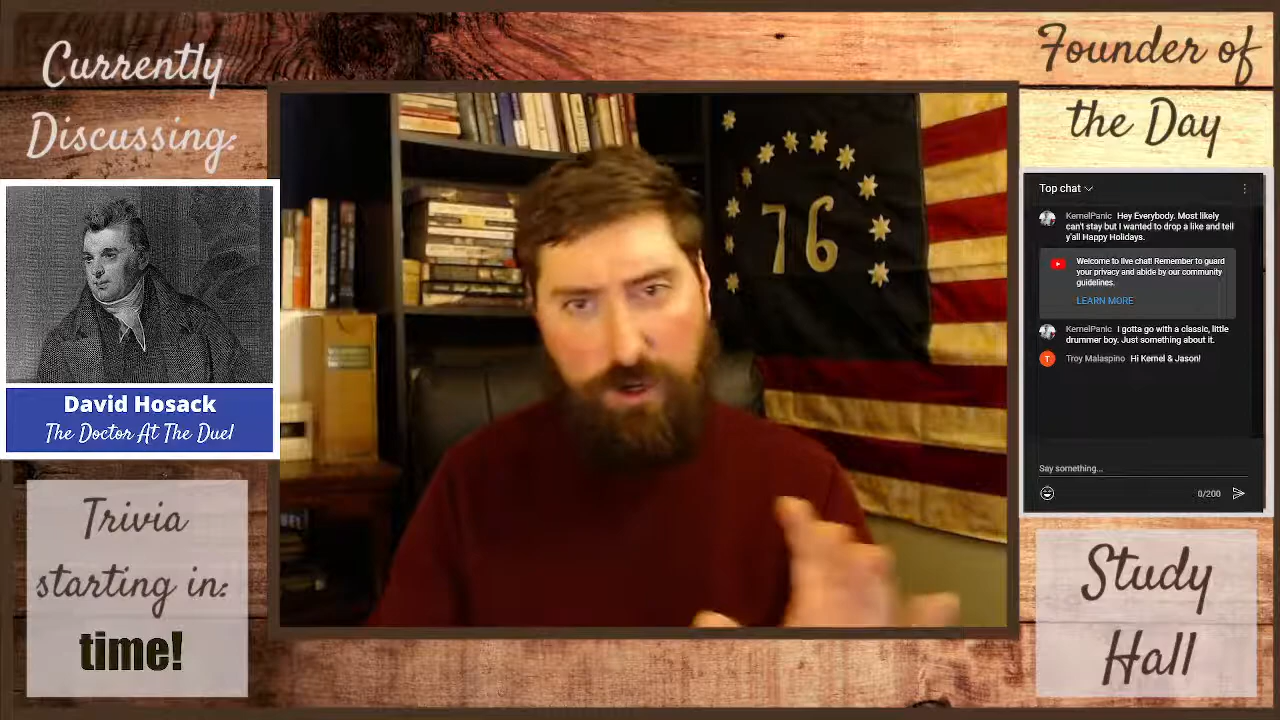 Currently
Discussing:
David Hosack
The Doctor At The Duel
Trivia
starting in:
time!
76
Founder of
the Day
Top chat
KernelPanic Hey Everybody. Most likely
can't stay but I wanted to drop a like and tell
y'all Happy Holidays.
Welcome to live chat! Remember to guard
your privacy and abide by our community
guidelines.
LEARN MORE
KernelPanic I gotta go with a classic, little
drummer boy. Just something about it.
T Troy Malaspino Hi Kernel & Jason!
Say something...
0/200
Study
Hall